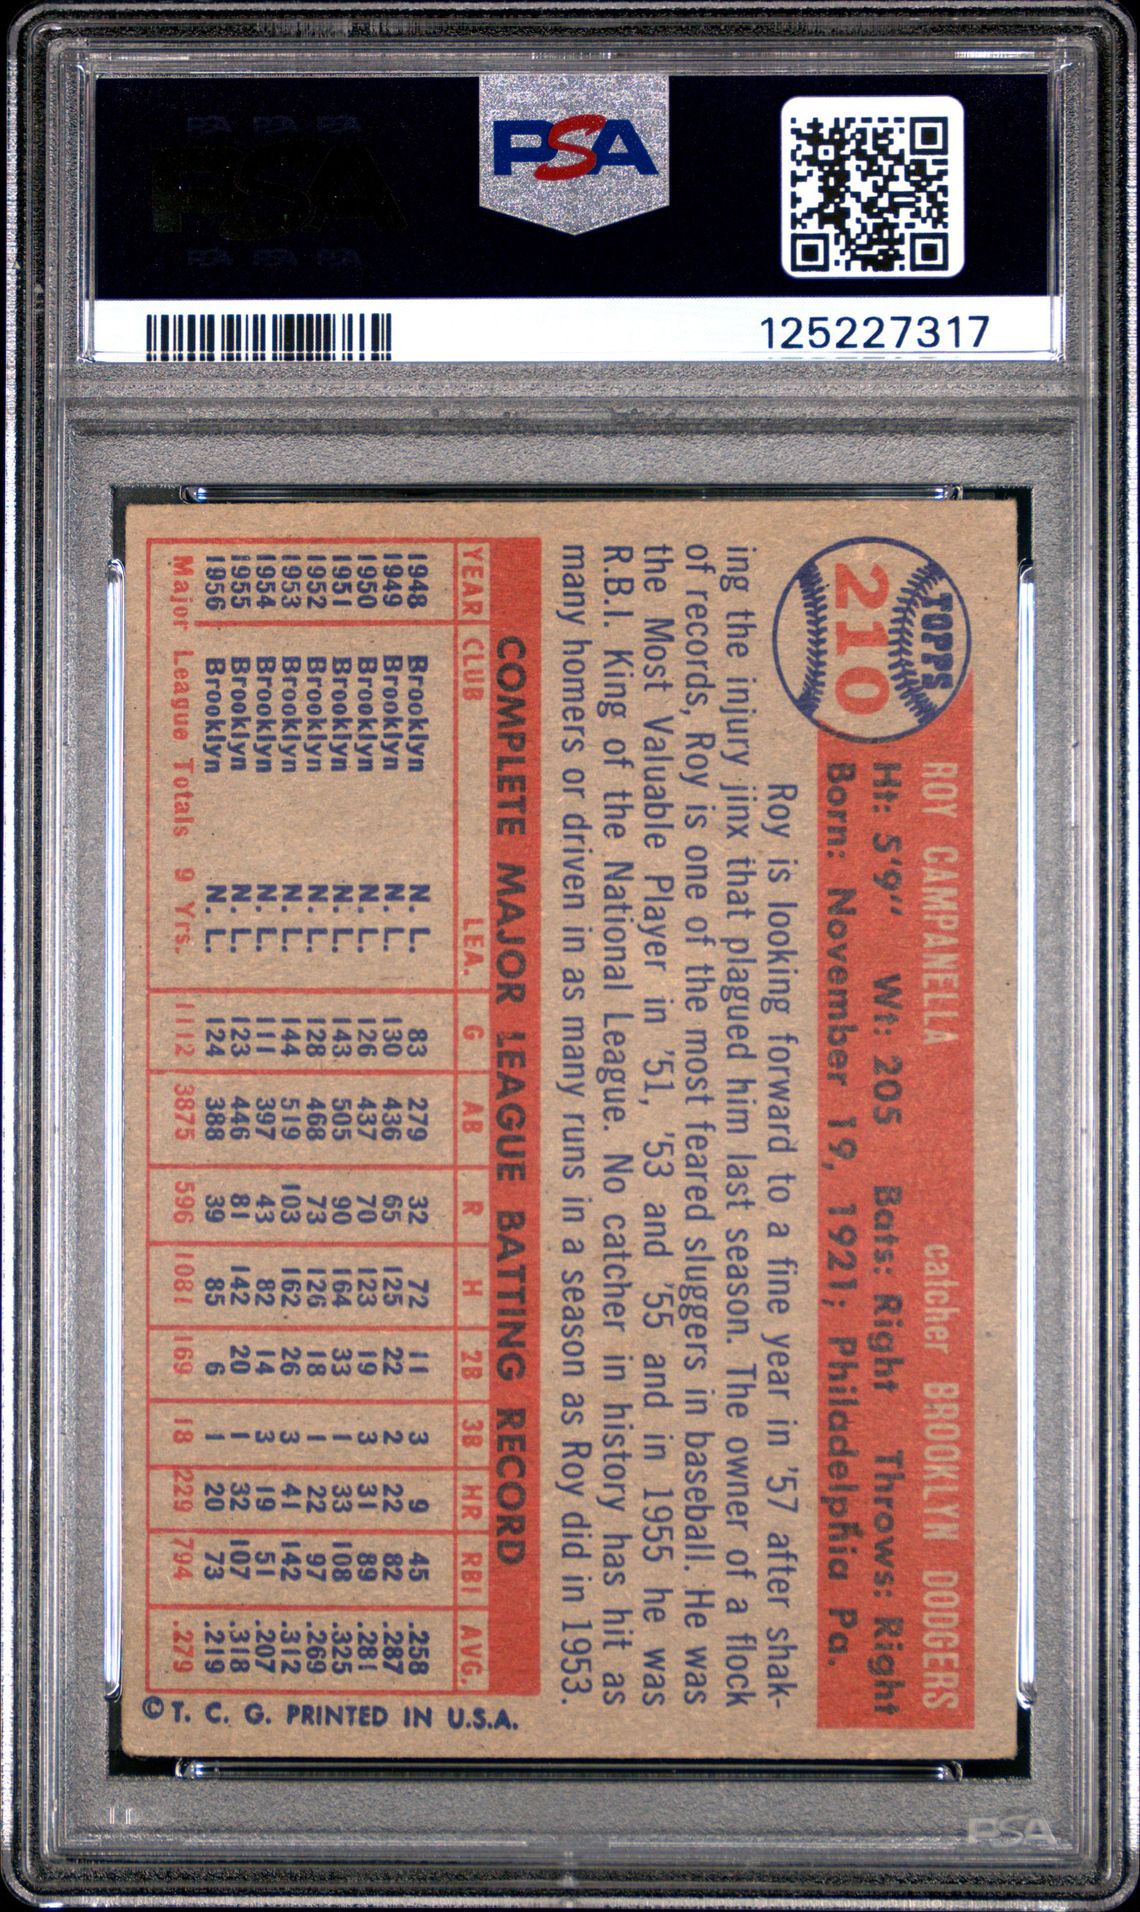 PSA
125227317
TOPPS
210
ROY CAMPANELLA catcher BROOKLYN DODGERS
Ht: 5'9" Wt: 205 Bats: Right Throws: Right
Born: November 19, 1921; Philadelphia Pa.
Roy is looking forward to a fine year in '57 after shak-
ing the injury jinx that plagued him last season. The owner of a flock
of records, Roy is one of the most feared sluggers in baseball. He was
the Most Valuable Player in '51, '53 and '55 and in 1955 he was
R.B.I. King of the National League. No catcher in history has hit as
many homers or driven in as many runs in a season as Roy did in 1953.
COMPLETE MAJOR LEAGUE BATTING RECORD
YEAR CLUB LEA. G AB R H 2B 3B HR RBI AVG.
1948 Brooklyn N. L. 83 279 32 72 11 3 9 45 .258
1949 Brooklyn N. L. 130 436 65 125 22 2 22 82 .287
1950 Brooklyn N. L. 126 437 70 123 19 3 31 89 .281
1951 Brooklyn N. L. 143 505 90 164 33 1 33 108 .325
1952 Brooklyn N. L. 128 468 73 126 18 1 22 97 .269
1953 Brooklyn N. L. 144 519 103 162 26 3 41 142 .312
1954 Brooklyn N. L. 111 397 43 82 14 3 19 51 .207
1955 Brooklyn N. L. 123 446 81 142 20 1 32 107 .318
1956 Brooklyn N. L. 124 388 39 85 6 1 20 73 .219
Major League Totals 9 Yrs. 1112 3875 596 1081 169 18 229 794 .279
© T. C. G. PRINTED IN U.S.A.
PSA